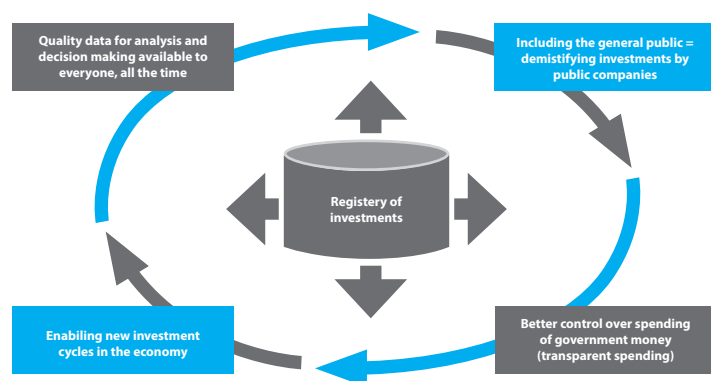 Quality data for analysis and
decision making available to
everyone, all the time
Including the general public =
demistifying investments by
public companies
Registery of
investments
Enabiling new investment
cycles in the economy
Better control over spending
of government money
(transparent spending)